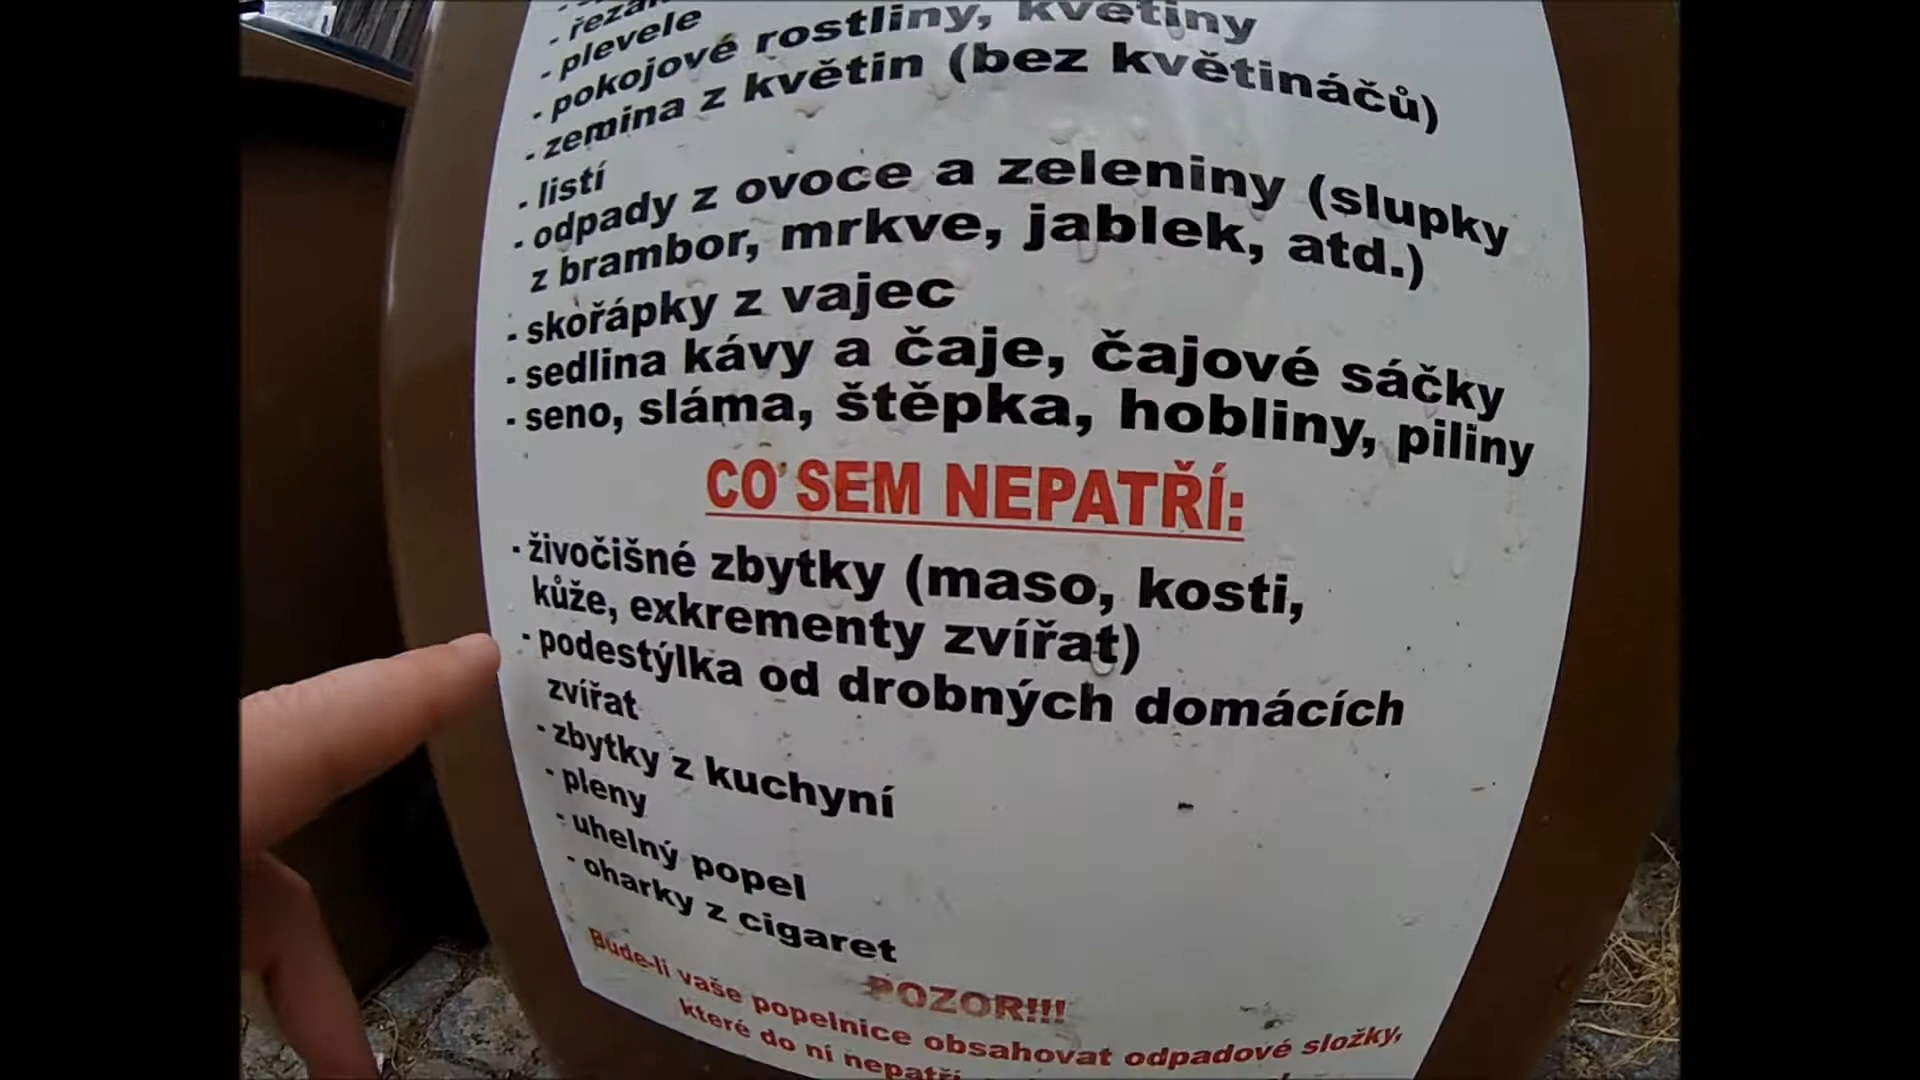 - plevele
- pokojové rostliny, květiny
- zemina z květin (bez květináčů)
- listí
- odpady z ovoce a zeleniny (slupky
z brambor, mrkve, jablek, atd.)
- skořápky z vajec
- sedlina kávy a čaje, čajové sáčky
- seno, sláma, štěpka, hobliny, piliny
CO SEM NEPATŘÍ:
- živočišné zbytky (maso, kosti,
kůže, exkrementy zvířat)
- podestýlka od drobných domácích
zvířat
- zbytky z kuchyní
- pleny
- uhelný popel
- oharky z cigaret
POZOR!!!
Bude-li vaše popelnice obsahovat odpadové složky,
které do ní nepatří